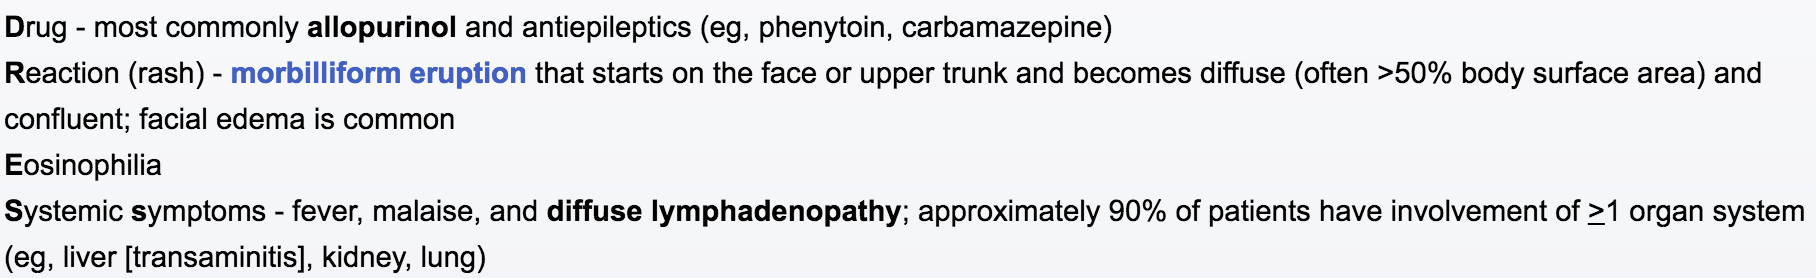 Drug - most commonly allopurinol and antiepileptics (eg, phenytoin, carbamazepine)
Reaction (rash) - morbilliform eruption that starts on the face or upper trunk and becomes diffuse (often >50% body surface area) and
confluent; facial edema is common
Eosinophilia
Systemic symptoms - fever, malaise, and diffuse lymphadenopathy; approximately 90% of patients have involvement of >1 organ system
(eg, liver [transaminitis], kidney, lung)